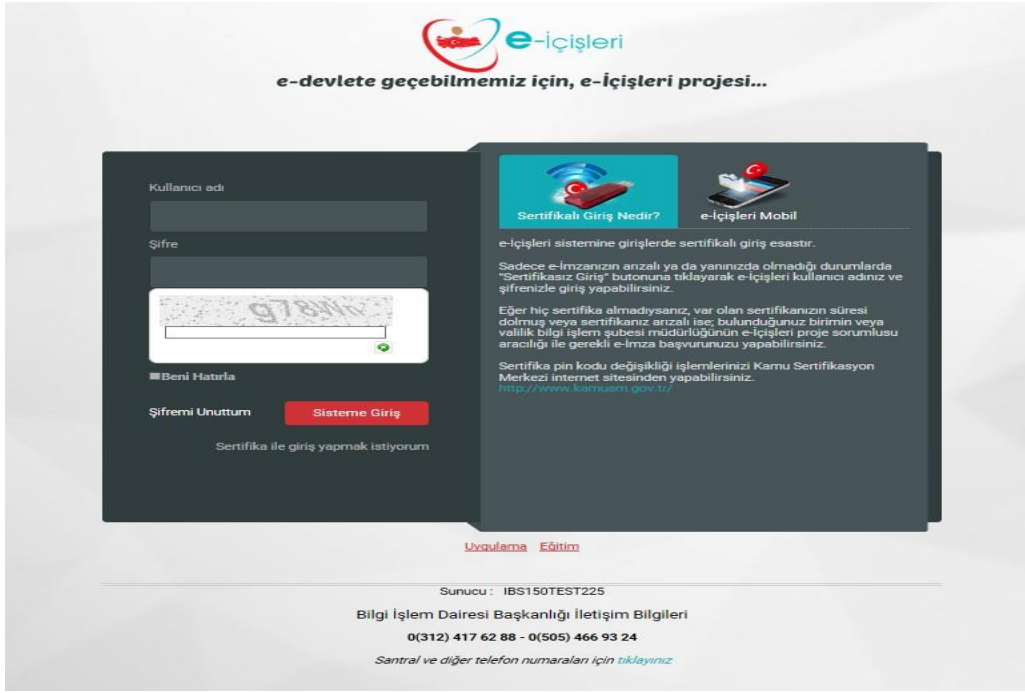 e-İçişleri
e-devlete geçebilmemiz için, e-İçişleri projesi...
Kullanıcı adı
Şifre
g78Wn
Beni Hatırla
Şifremi Unuttum
Sisteme Giriş
Sertifika ile giriş yapmak istiyorum
Sertifikalı Giriş Nedir?
e-İçişleri Mobil
e-İçişleri sistemine girişlerde sertifikalı giriş esastır.
Sadece e-İmzanızın arızalı ya da yanınızda olmadığı durumlarda
"Sertifikasız Giriş" butonuna tıklayarak e-İçişleri kullanıcı adınız ve
şifrenizle giriş yapabilirsiniz.
Eğer hiç sertifika almadıysanız, var olan sertifikanızın süresi
dolmuş veya sertifikanız arızalı ise; bulunduğunuz birimin veya
valilik bilgi işlem şubesi müdürlüğünün e-İçişleri proje sorumlusu
aracılığı ile gerekli e-İmza başvurunuzu yapabilirsiniz.
Sertifika pin kodu değişikliği işlemlerinizi Kamu Sertifikasyon
Merkezi internet sitesinden yapabilirsiniz.
http://www.kamusm.gov.tr/
Uygulama Eğitim
Sunucu : IBS150TEST225
Bilgi İşlem Dairesi Başkanlığı İletişim Bilgileri
0(312) 417 62 88 - 0(505) 466 93 24
Santral ve diğer telefon numaraları için tıklayınız